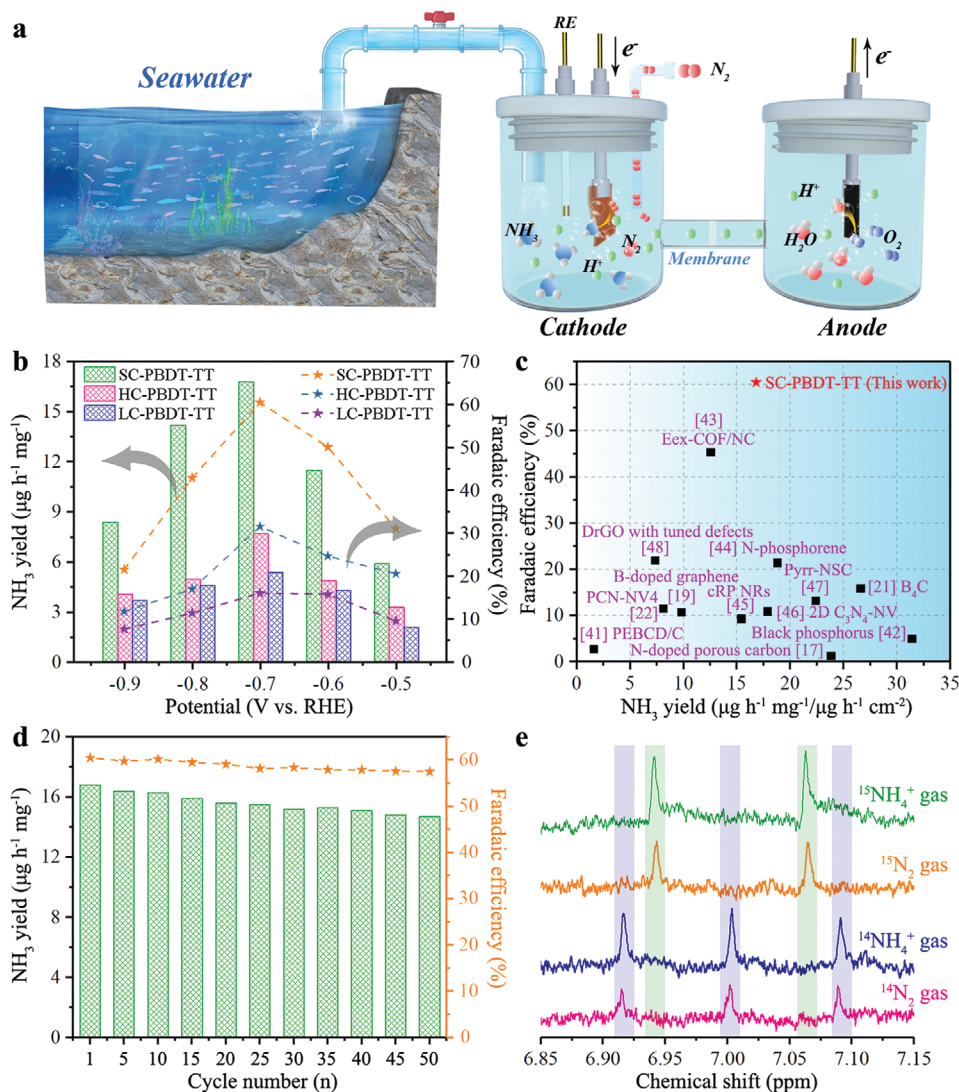 a
Seawater
RE
e⁻
N₂
e⁻
NH₃
H⁺
N₂
Membrane
H⁺
H₂O
O₂
Cathode
Anode
b
NH₃ yield (μg h⁻¹ mg⁻¹)
18
15
12
9
6
3
0
SC-PBDT-TT
HC-PBDT-TT
LC-PBDT-TT
SC-PBDT-TT
HC-PBDT-TT
LC-PBDT-TT
70
60
50
40
30
20
10
0
Faradaic efficiency (%)
-0.9 -0.8 -0.7 -0.6 -0.5
Potential (V vs. RHE)
c
Faradaic efficiency (%)
60
50
40
30
20
10
0
SC-PBDT-TT (This work)
[43]
Eex-COF/NC
DrGO with tuned defects
[48]
[44] N-phosphorene
B-doped graphene
Pyrr-NSC
PCN-NV4
[19]
cRP NRs
[47]
[21] B₄C
[22]
[45]
[46] 2D C₃N₄-NV
[41] PEBCD/C
Black phosphorus [42]
N-doped porous carbon [17]
0 5 10 15 20 25 30 35
NH₃ yield (μg h⁻¹ mg⁻¹/μg h⁻¹ cm⁻²)
d
NH₃ yield (μg h⁻¹ mg⁻¹)
20
16
12
8
4
0
60
50
40
30
20
10
0
Faradaic efficiency (%)
1 5 10 15 20 25 30 35 40 45 50
Cycle number (n)
e
¹⁵NH₄⁺ gas
¹⁵N₂ gas
¹⁴NH₄⁺ gas
¹⁴N₂ gas
6.85 6.90 6.95 7.00 7.05 7.10 7.15
Chemical shift (ppm)